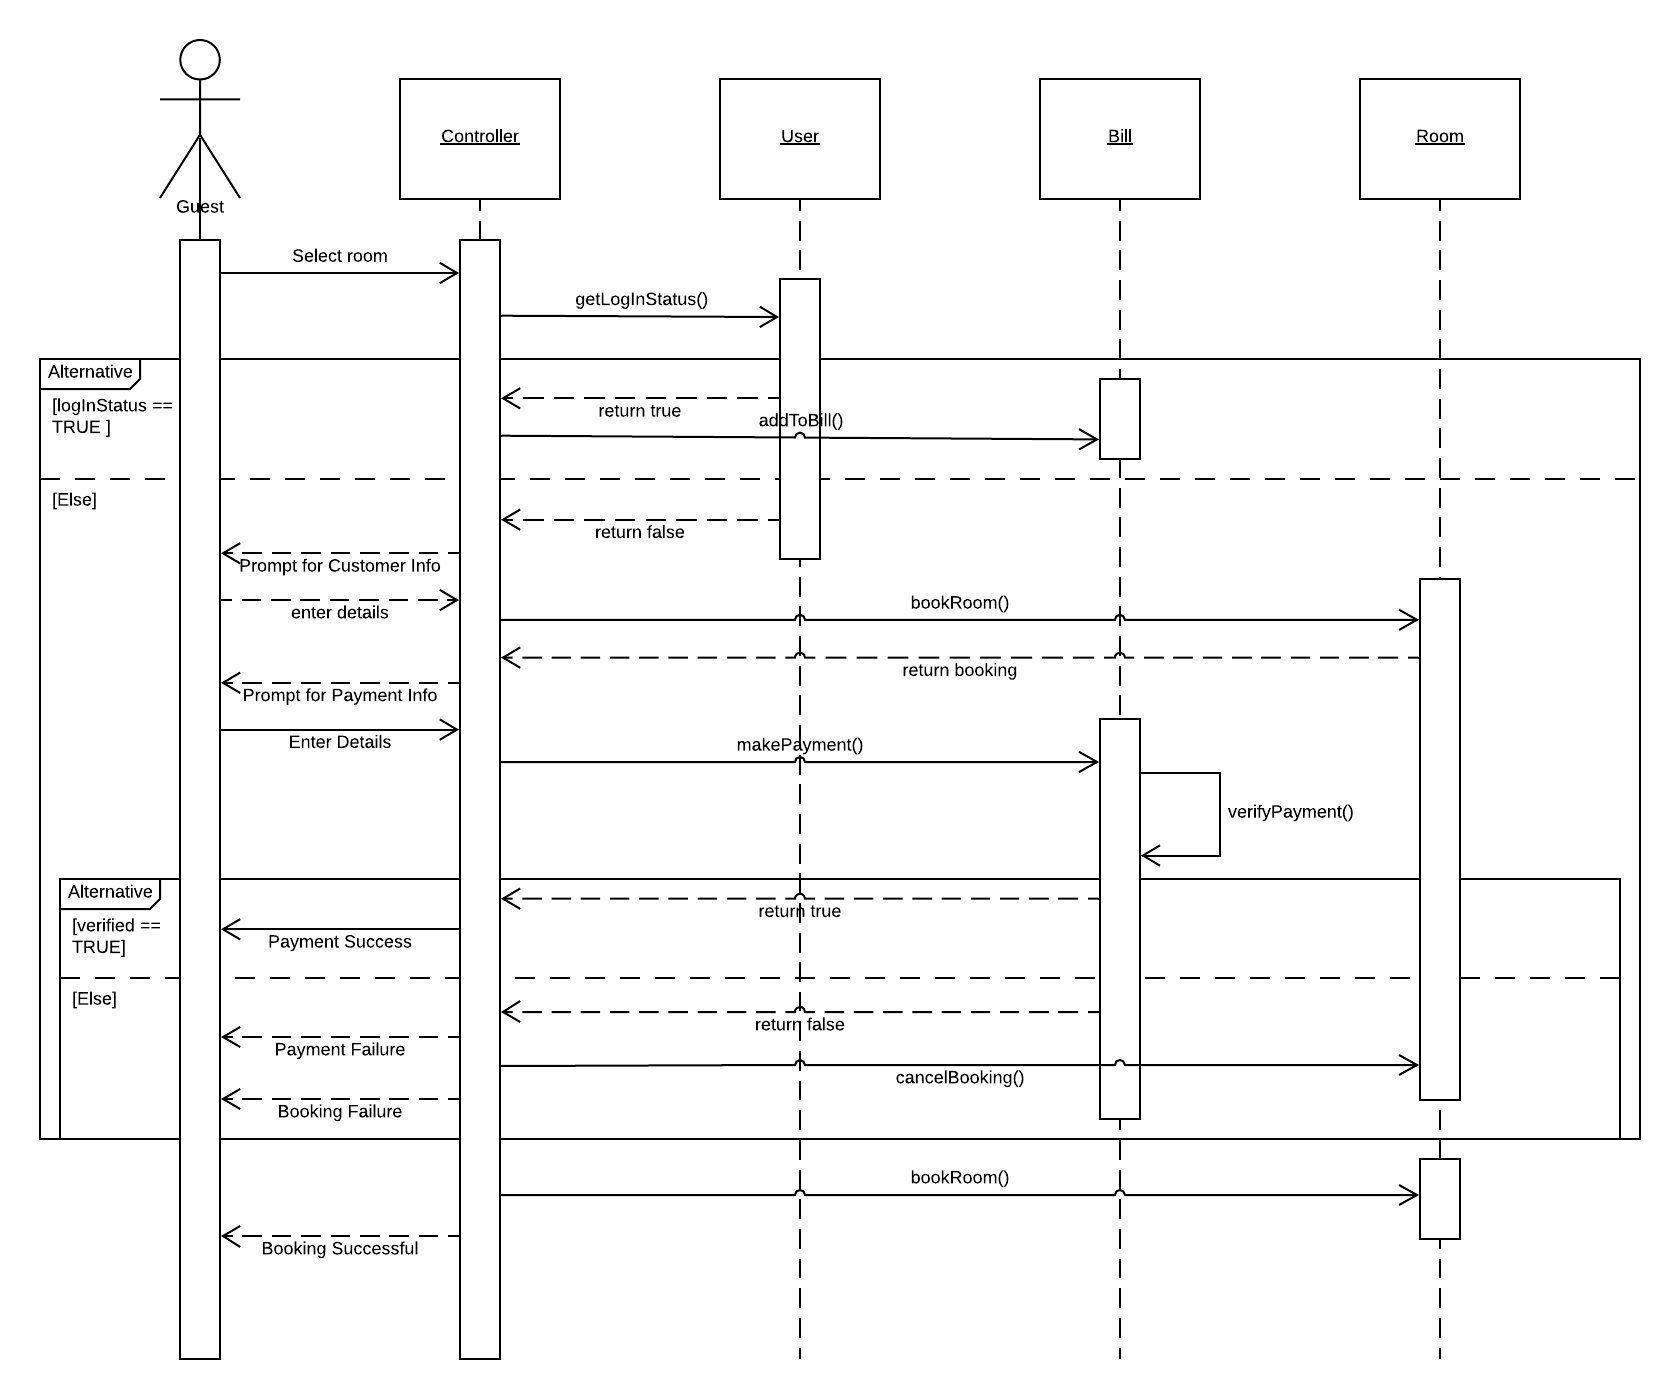 Controller
User
Bill
Room
Guest
Select room
getLogInStatus()
Alternative
[logInStatus ==
TRUE ]
return true
addToBill()
[Else]
return false
Prompt for Customer Info
enter details
bookRoom()
return booking
Prompt for Payment Info
Enter Details
makePayment()
verifyPayment()
Alternative
[verified ==
TRUE]
return true
Payment Success
[Else]
return false
Payment Failure
cancelBooking()
Booking Failure
bookRoom()
Booking Successful